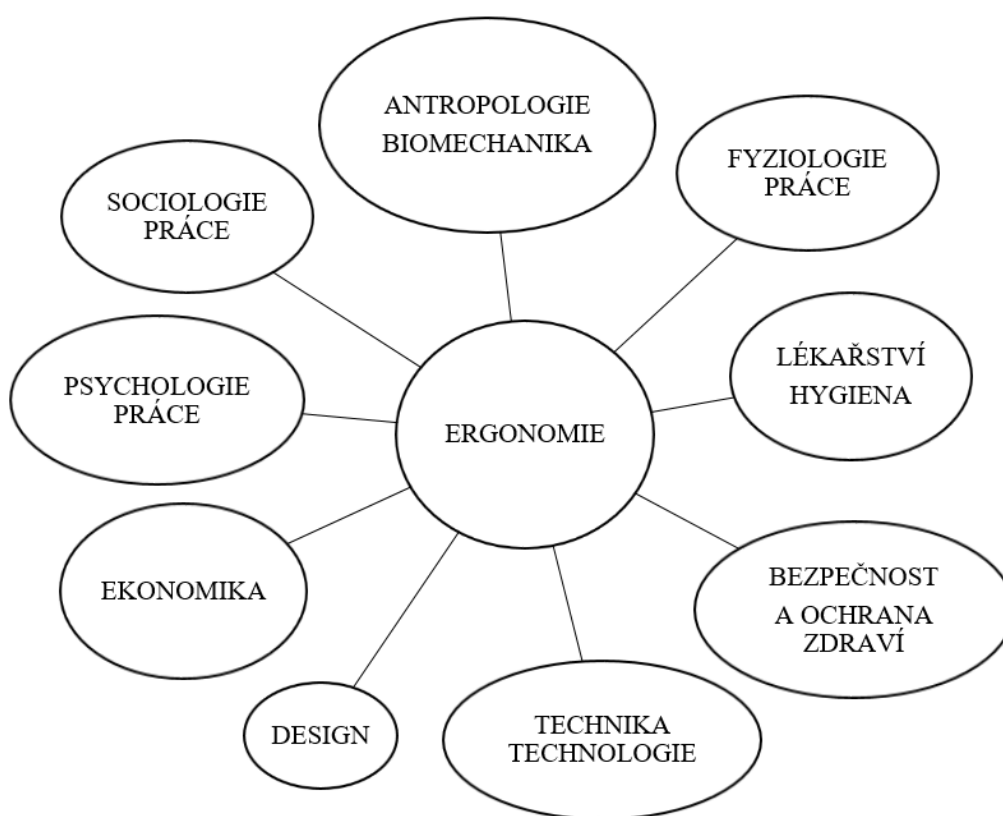 ANTROPOLOGIE
BIOMECHANIKA
FYZIOLOGIE
PRÁCE
SOCIOLOGIE
PRÁCE
LÉKAŘSTVÍ
HYGIENA
PSYCHOLOGIE
PRÁCE
ERGONOMIE
EKONOMIKA
BEZPEČNOST
A OCHRANA
ZDRAVÍ
DESIGN
TECHNIKA
TECHNOLOGIE